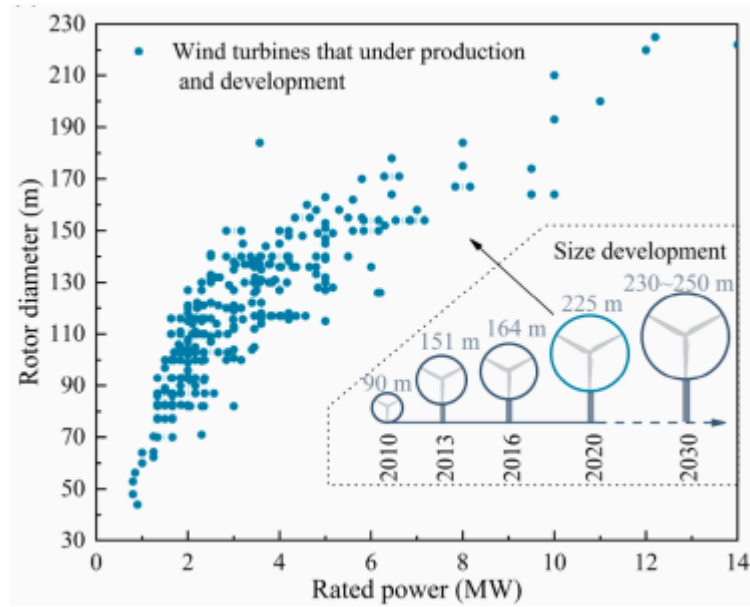 230
210
190
170
150
130
110
90
70
50
30
Rotor diameter (m)
Wind turbines that under production
and development
Size development
230~250 m
225 m
164 m
151 m
90 m
2010
2013
2016
2020
2030
0
2
4
6
8
10
12
14
Rated power (MW)